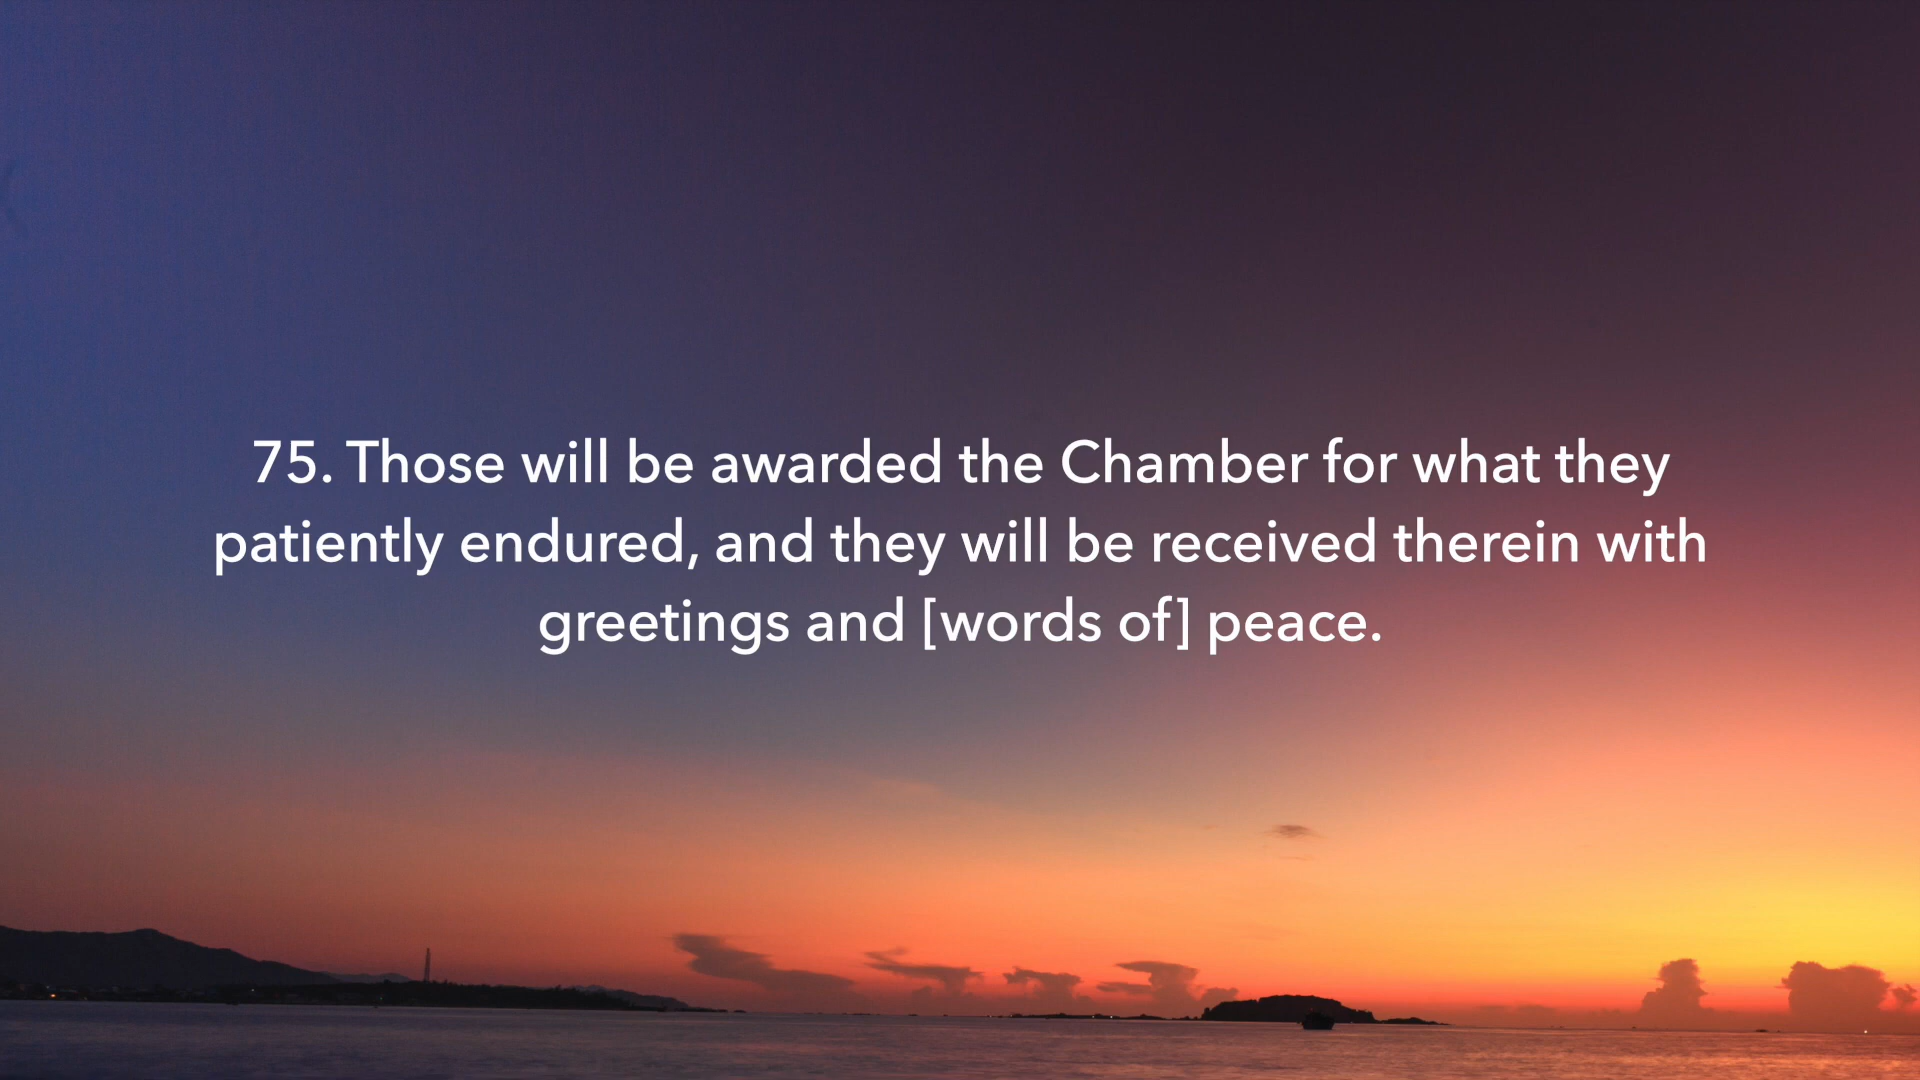 75. Those will be awarded the Chamber for what they
patiently endured, and they will be received therein with
greetings and [words of] peace.